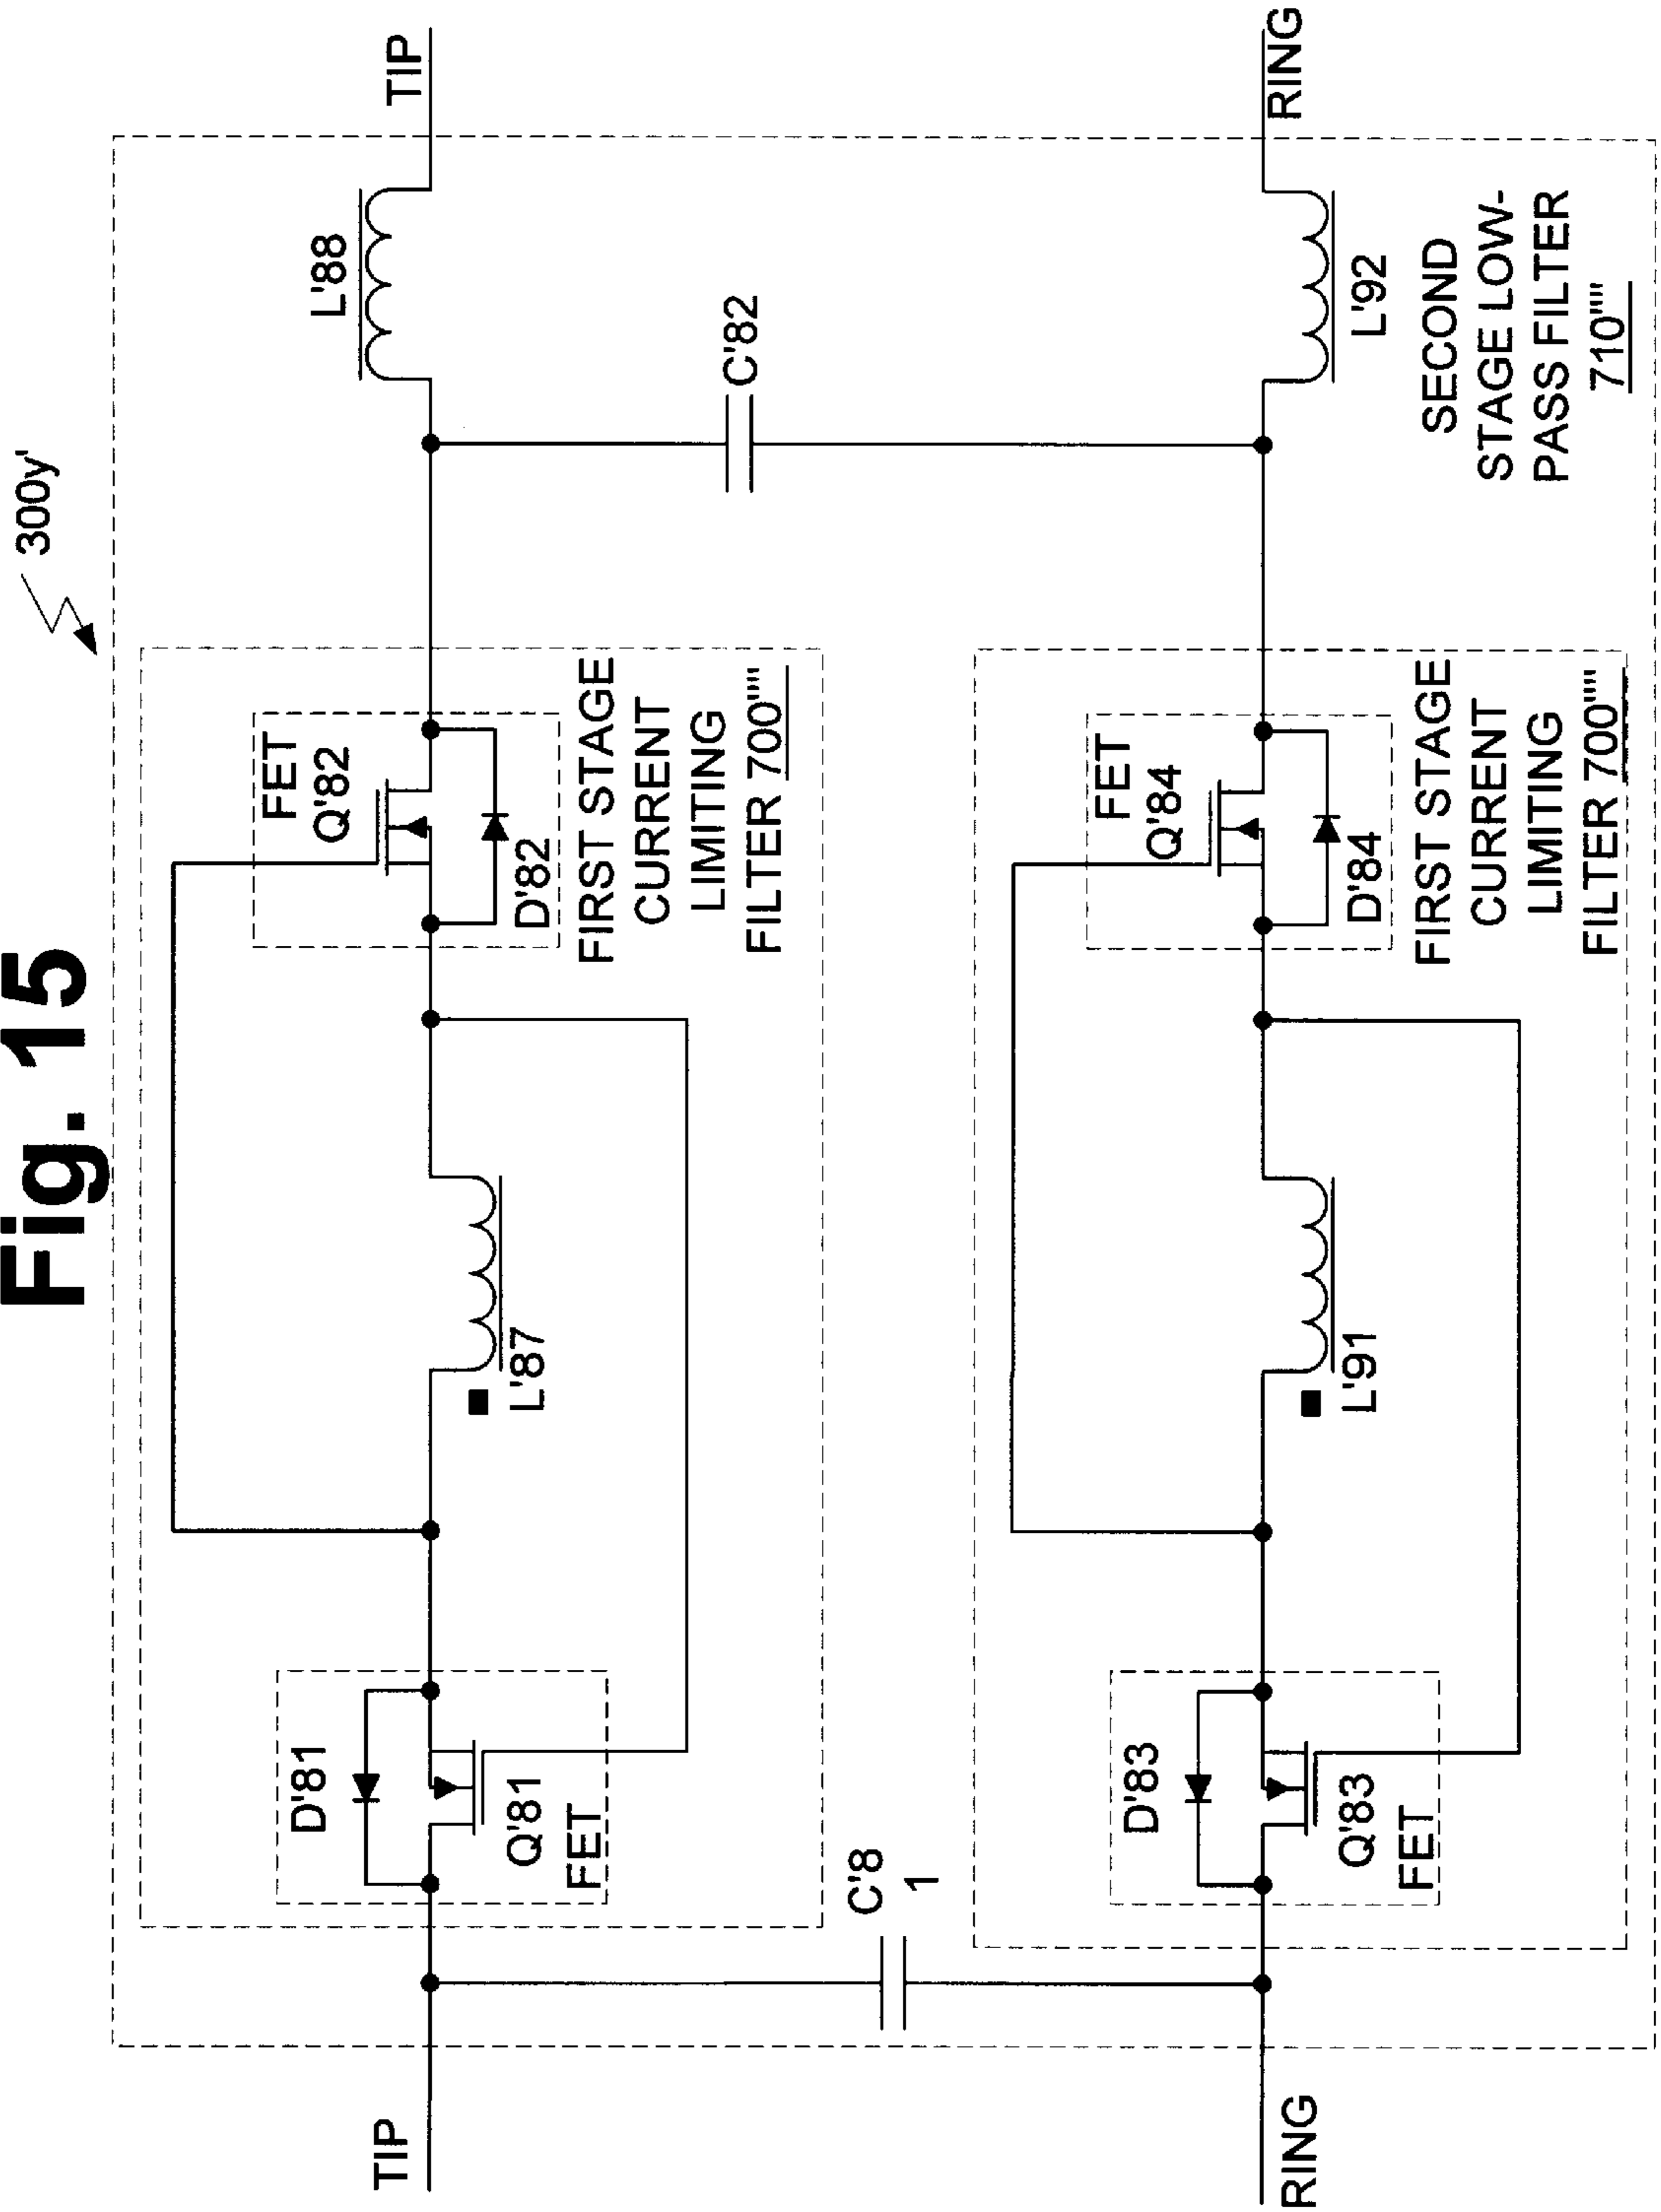 Fig. 15
300y'
TIP
D'81
Q'81
FET
L'87
FET
Q'82
D'82
FIRST STAGE
CURRENT
LIMITING
FILTER 700""
L'88
TIP
C'8
1
C'82
RING
D'83
Q'83
FET
L'91
FET
Q'84
D'84
FIRST STAGE
CURRENT
LIMITING
FILTER 700""
L'92
RING
SECOND
STAGE LOW-
PASS FILTER
710""